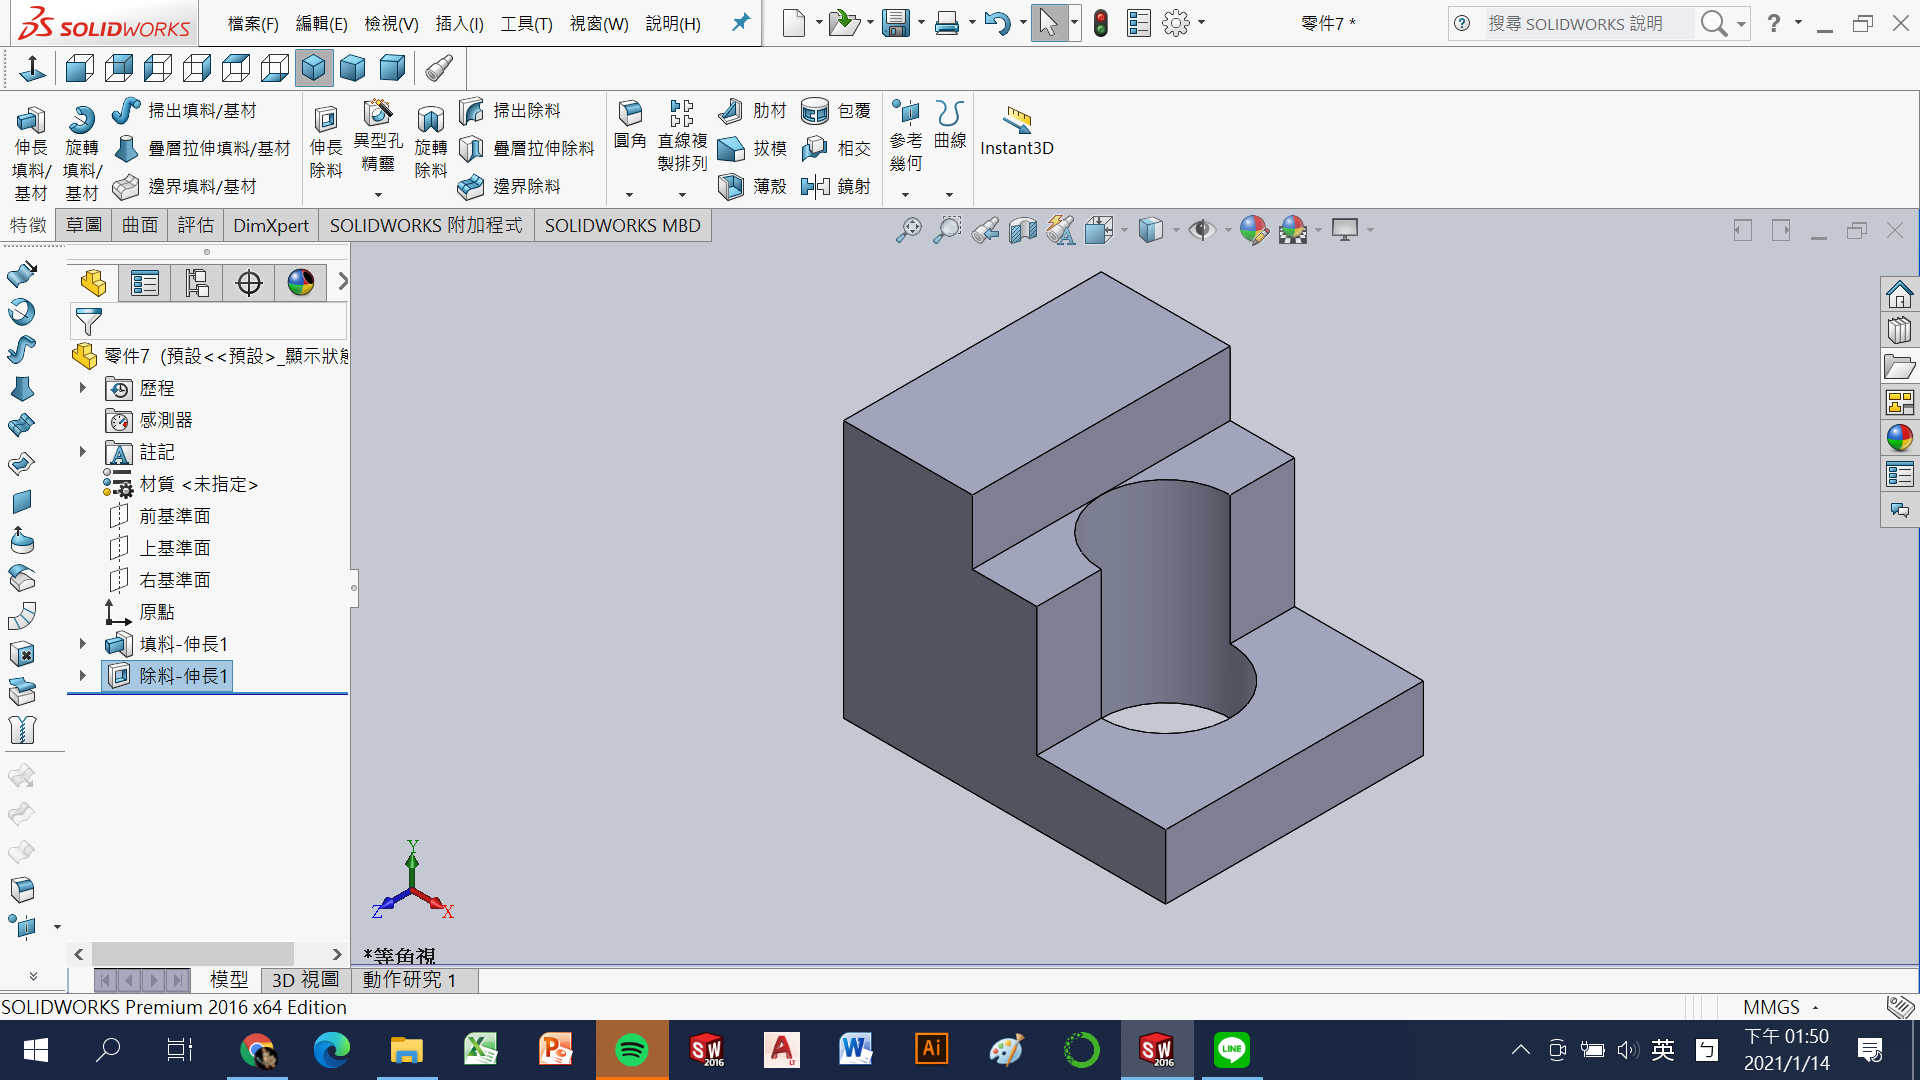 SOLIDWORKS
檔案(F) 編輯(E) 檢視(V) 插入(I) 工具(T) 視窗(W) 說明(H)
零件7 *
搜尋 SOLIDWORKS 說明
伸長填料/基材
旋轉填料/基材
掃出填料/基材
疊層拉伸填料/基材
邊界填料/基材
伸長除料
異型孔精靈
旋轉除料
掃出除料
疊層拉伸除料
邊界除料
圓角
直線複製排列
肋材
拔模
薄殼
包覆
相交
鏡射
參考幾何
曲線
Instant3D
特徵 草圖 曲面 評估 DimXpert SOLIDWORKS 附加程式 SOLIDWORKS MBD
零件7 (預設<<預設>_顯示狀態
歷程
感測器
註記
材質 <未指定>
前基準面
上基準面
右基準面
原點
填料-伸長1
除料-伸長1
Y
Z
X
*等角視
模型 3D 視圖 動作研究 1
SOLIDWORKS Premium 2016 x64 Edition
MMGS
SW 2016
A LT
Ai
SW 2016
LINE
英
ㄅ
下午 01:50
2021/1/14